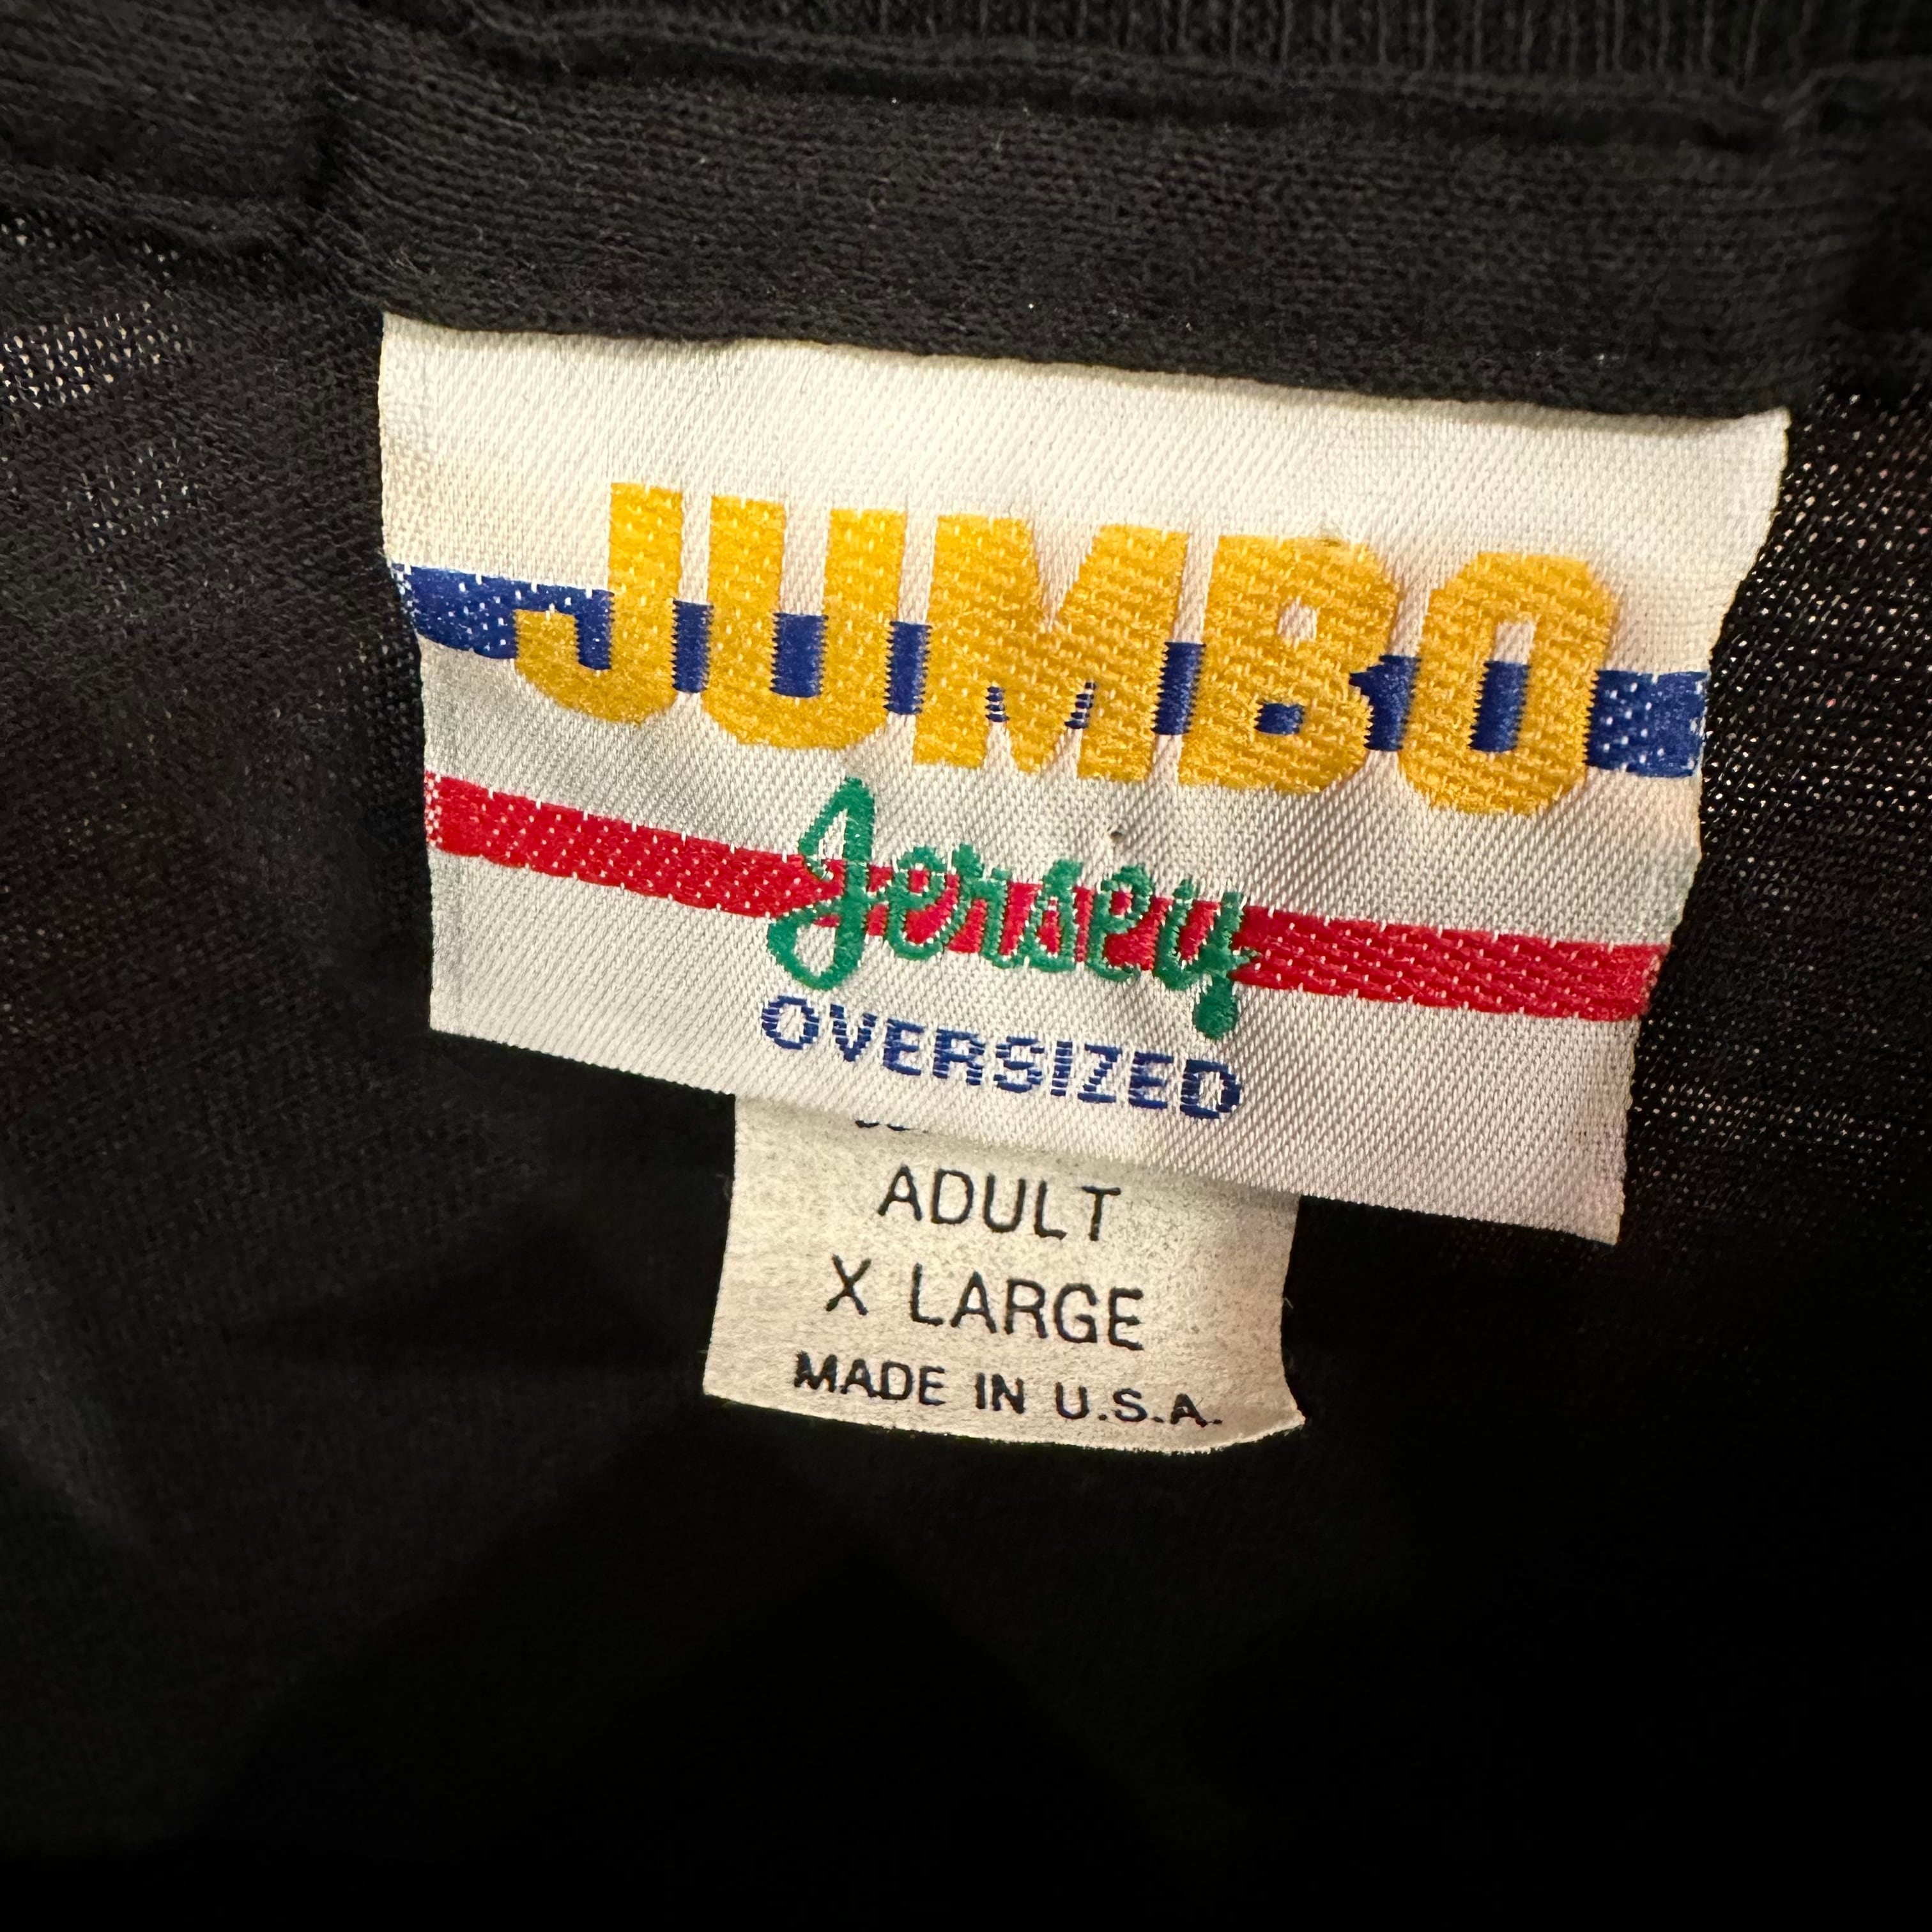 JUMBO
Jersey
OVERSIZED
ADULT
X LARGE
MADE IN U.S.A.